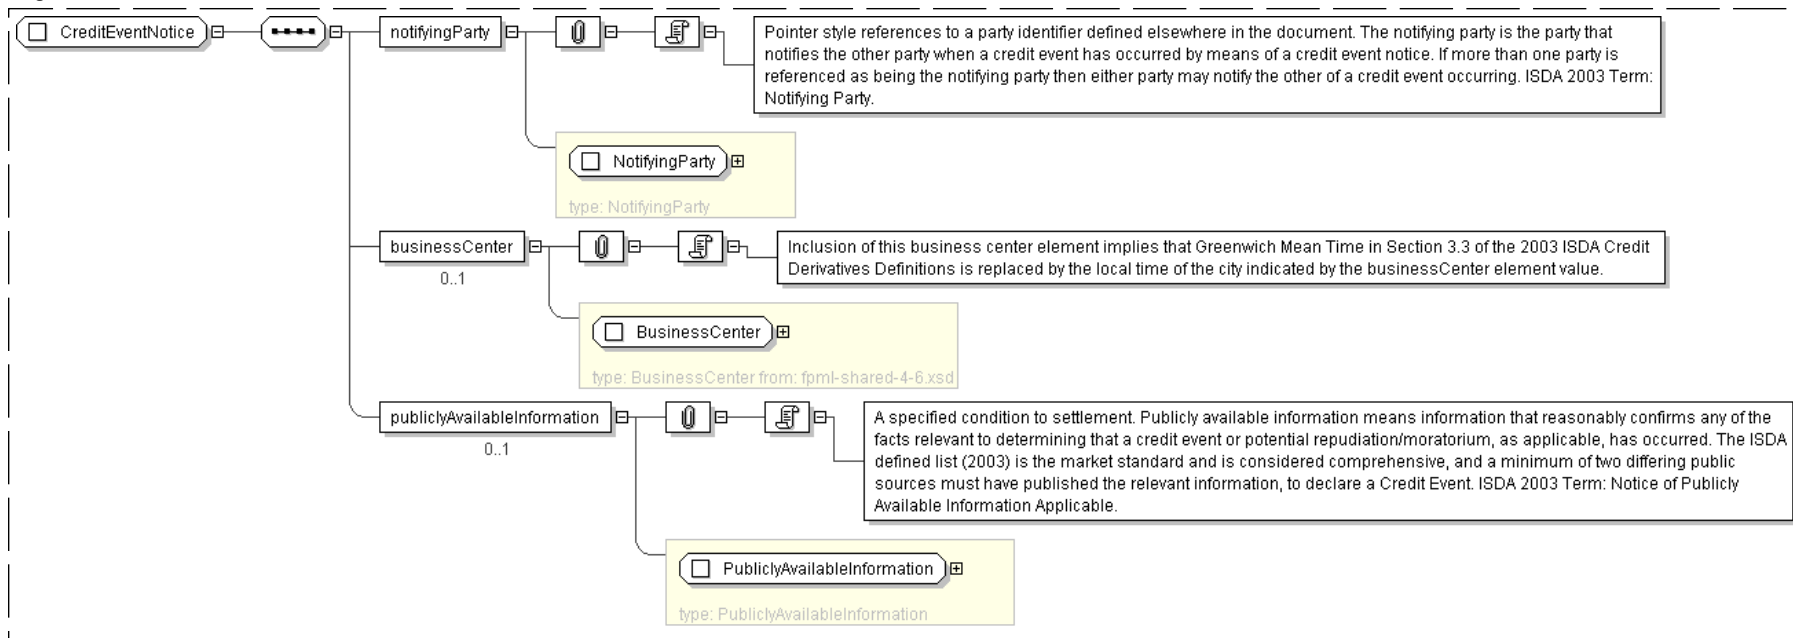 CreditEventNotice
notifyingParty
Pointer style references to a party identifier defined elsewhere in the document. The notifying party is the party that
notifies the other party when a credit event has occurred by means of a credit event notice. If more than one party is
referenced as being the notifying party then either party may notify the other of a credit event occurring. ISDA 2003 Term:
Notifying Party.
NotifyingParty
type: NotifyingParty
businessCenter
0..1
Inclusion of this business center element implies that Greenwich Mean Time in Section 3.3 of the 2003 ISDA Credit
Derivatives Definitions is replaced by the local time of the city indicated by the businessCenter element value.
BusinessCenter
type: BusinessCenter from: fpml-shared-4-6.xsd
publiclyAvailableInformation
0..1
A specified condition to settlement. Publicly available information means information that reasonably confirms any of the
facts relevant to determining that a credit event or potential repudiation/moratorium, as applicable, has occurred. The ISDA
defined list (2003) is the market standard and is considered comprehensive, and a minimum of two differing public
sources must have published the relevant information, to declare a Credit Event. ISDA 2003 Term: Notice of Publicly
Available Information Applicable.
PubliclyAvailableInformation
type: PubliclyAvailableInformation